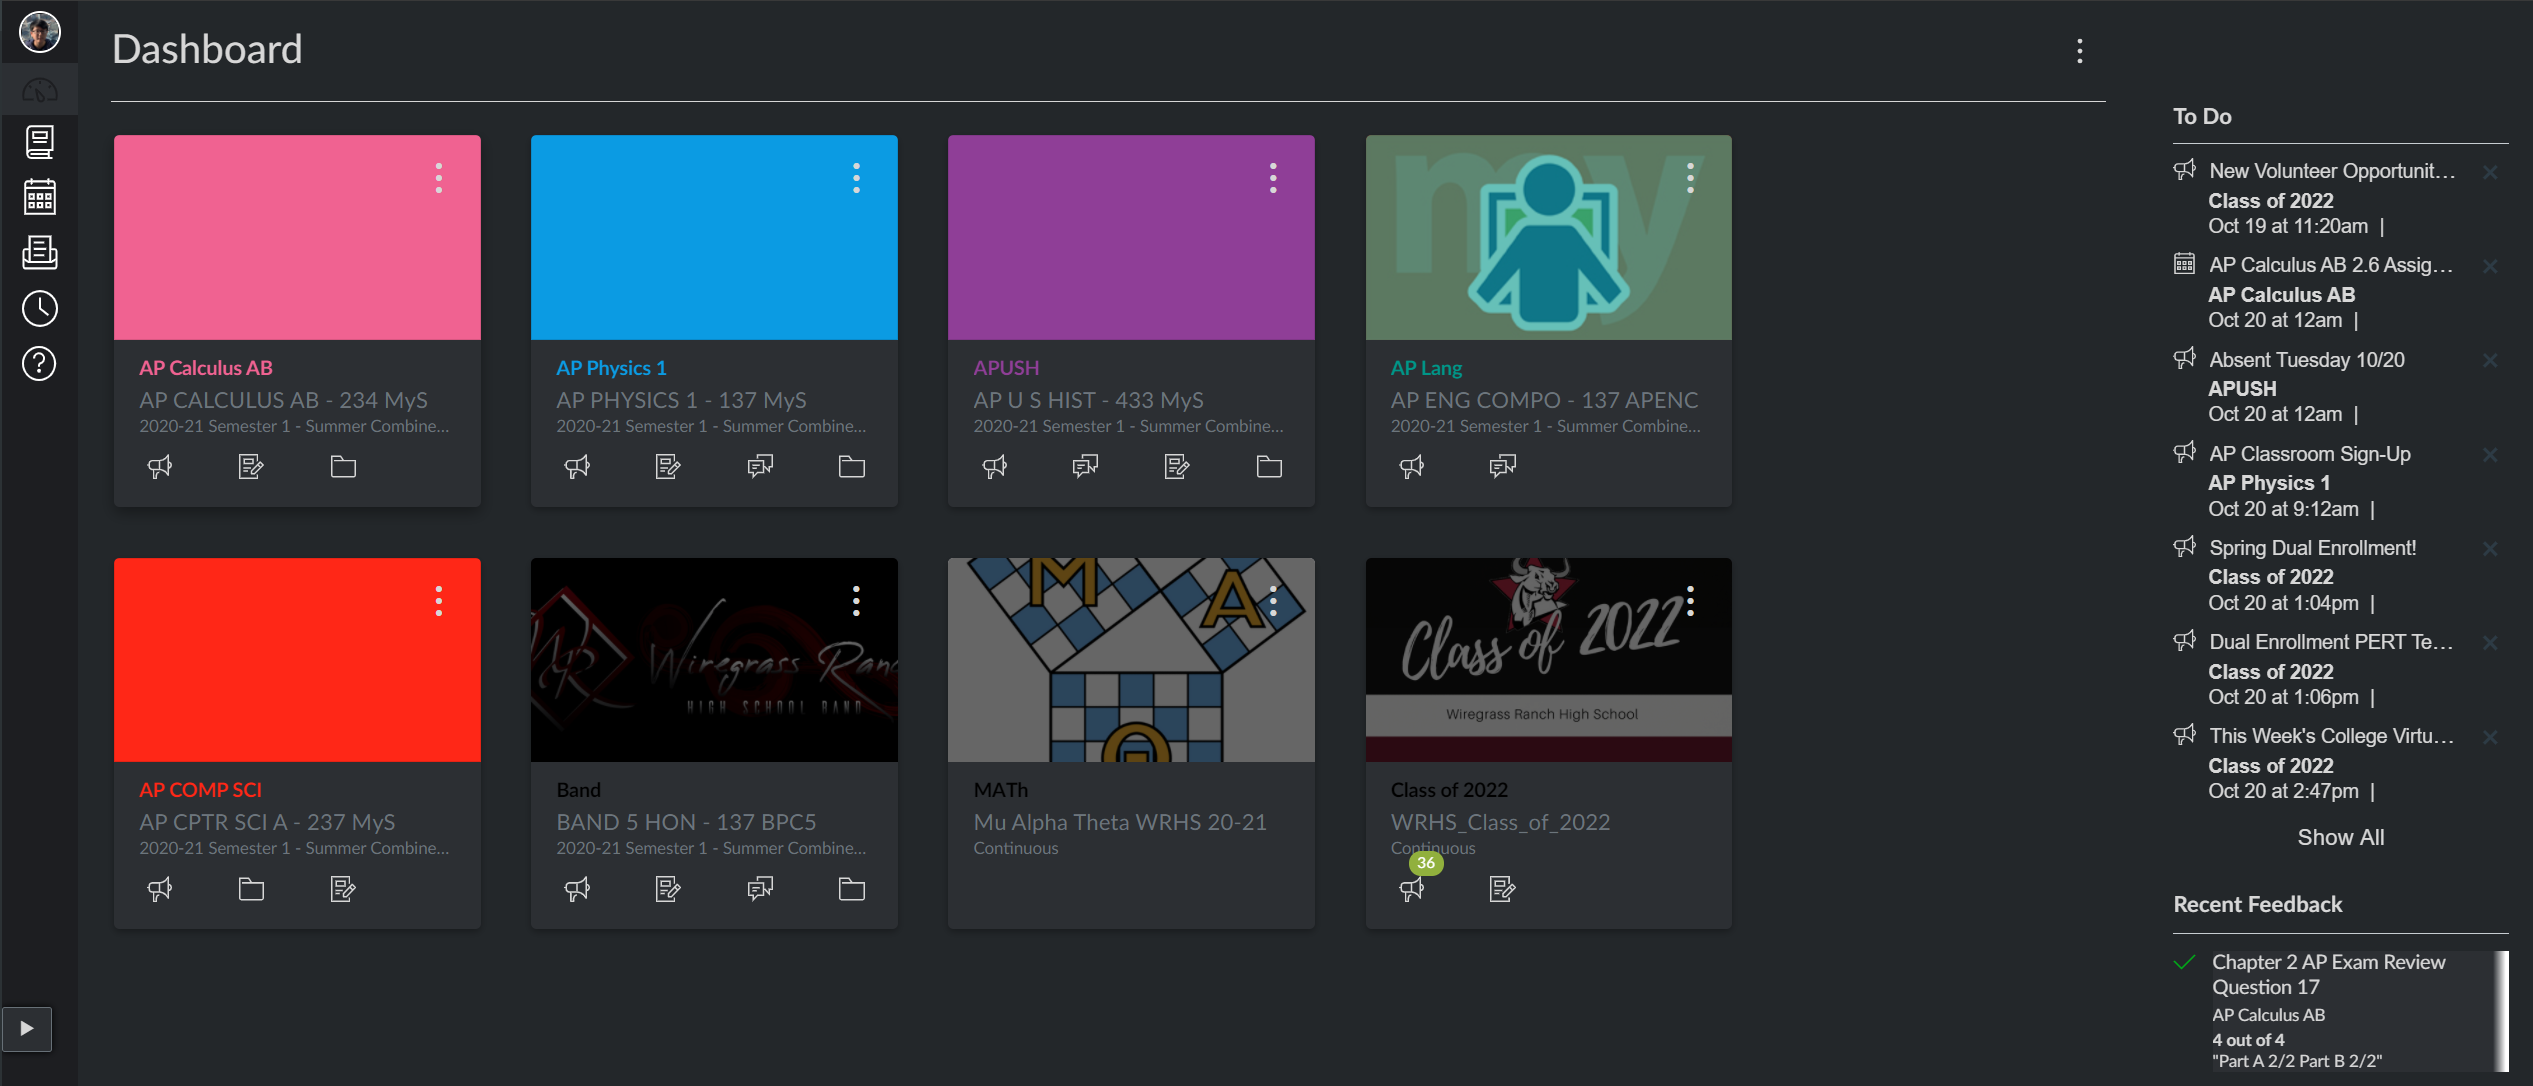 Dashboard
my
AP Calculus AB
AP CALCULUS AB - 234 MyS
2020-21 Semester 1 - Summer Combine...
AP Physics 1
AP PHYSICS 1 - 137 MyS
2020-21 Semester 1 - Summer Combine...
APUSH
AP U S HIST - 433 MyS
2020-21 Semester 1 - Summer Combine...
AP Lang
AP ENG COMPO - 137 APENC
2020-21 Semester 1 - Summer Combine...
AP COMP SCI
AP CPTR SCI A - 237 MyS
2020-21 Semester 1 - Summer Combine...
WR Wiregrass Ran
HIGH SCHOOL BAND
Band
BAND 5 HON - 137 BPC5
2020-21 Semester 1 - Summer Combine...
M A
Θ
MATh
Mu Alpha Theta WRHS 20-21
Continuous
Class of 2022
Wiregrass Ranch High School
Class of 2022
WRHS_Class_of_2022
Continuous
36
To Do
New Volunteer Opportunit...
Class of 2022
Oct 19 at 11:20am |
AP Calculus AB 2.6 Assig...
AP Calculus AB
Oct 20 at 12am |
Absent Tuesday 10/20
APUSH
Oct 20 at 12am |
AP Classroom Sign-Up
AP Physics 1
Oct 20 at 9:12am |
Spring Dual Enrollment!
Class of 2022
Oct 20 at 1:04pm |
Dual Enrollment PERT Te...
Class of 2022
Oct 20 at 1:06pm |
This Week's College Virtu...
Class of 2022
Oct 20 at 2:47pm |
Show All
Recent Feedback
Chapter 2 AP Exam Review
Question 17
AP Calculus AB
4 out of 4
"Part A 2/2 Part B 2/2"